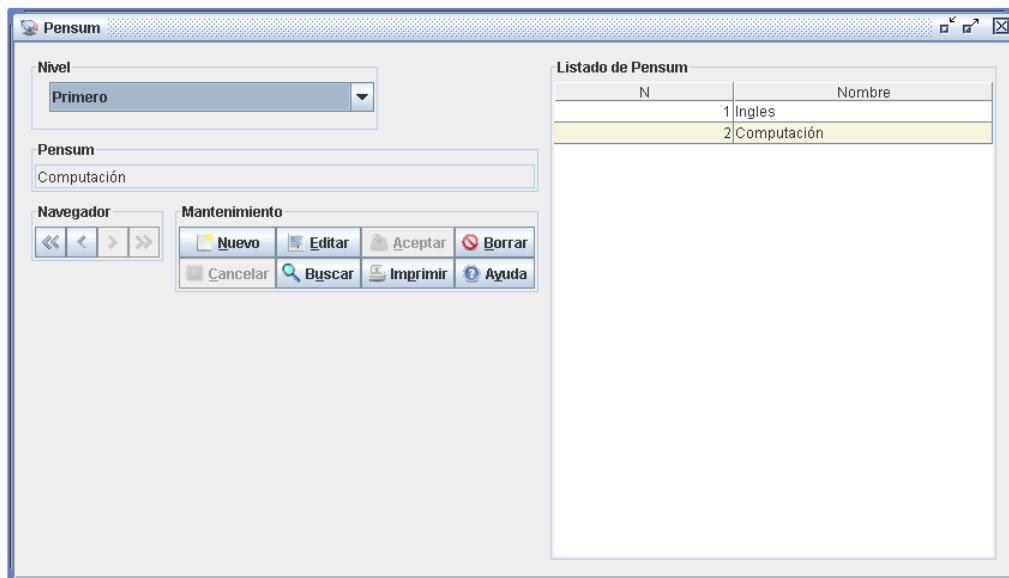 Pensum
Nivel
Primero
Pensum
Computación
Navegador
Mantenimiento
Nuevo Editar Aceptar Borrar
Cancelar Buscar Imprimir Ayuda
Listado de Pensum
N Nombre
1 Ingles
2 Computación